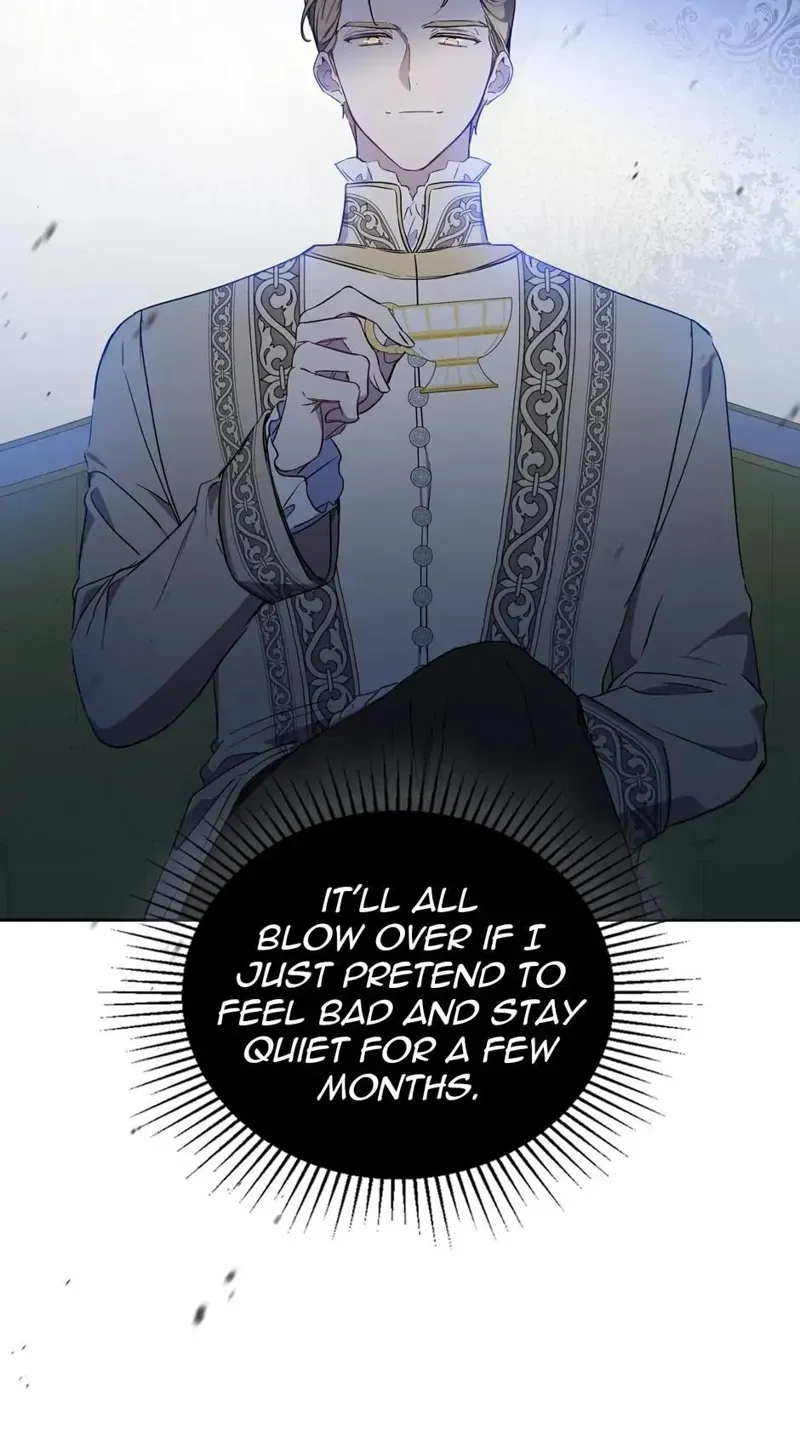 IT'LL ALL
BLOW OVER IF I
JUST PRETEND TO
FEEL BAD AND STAY
QUIET FOR A FEW
MONTHS.